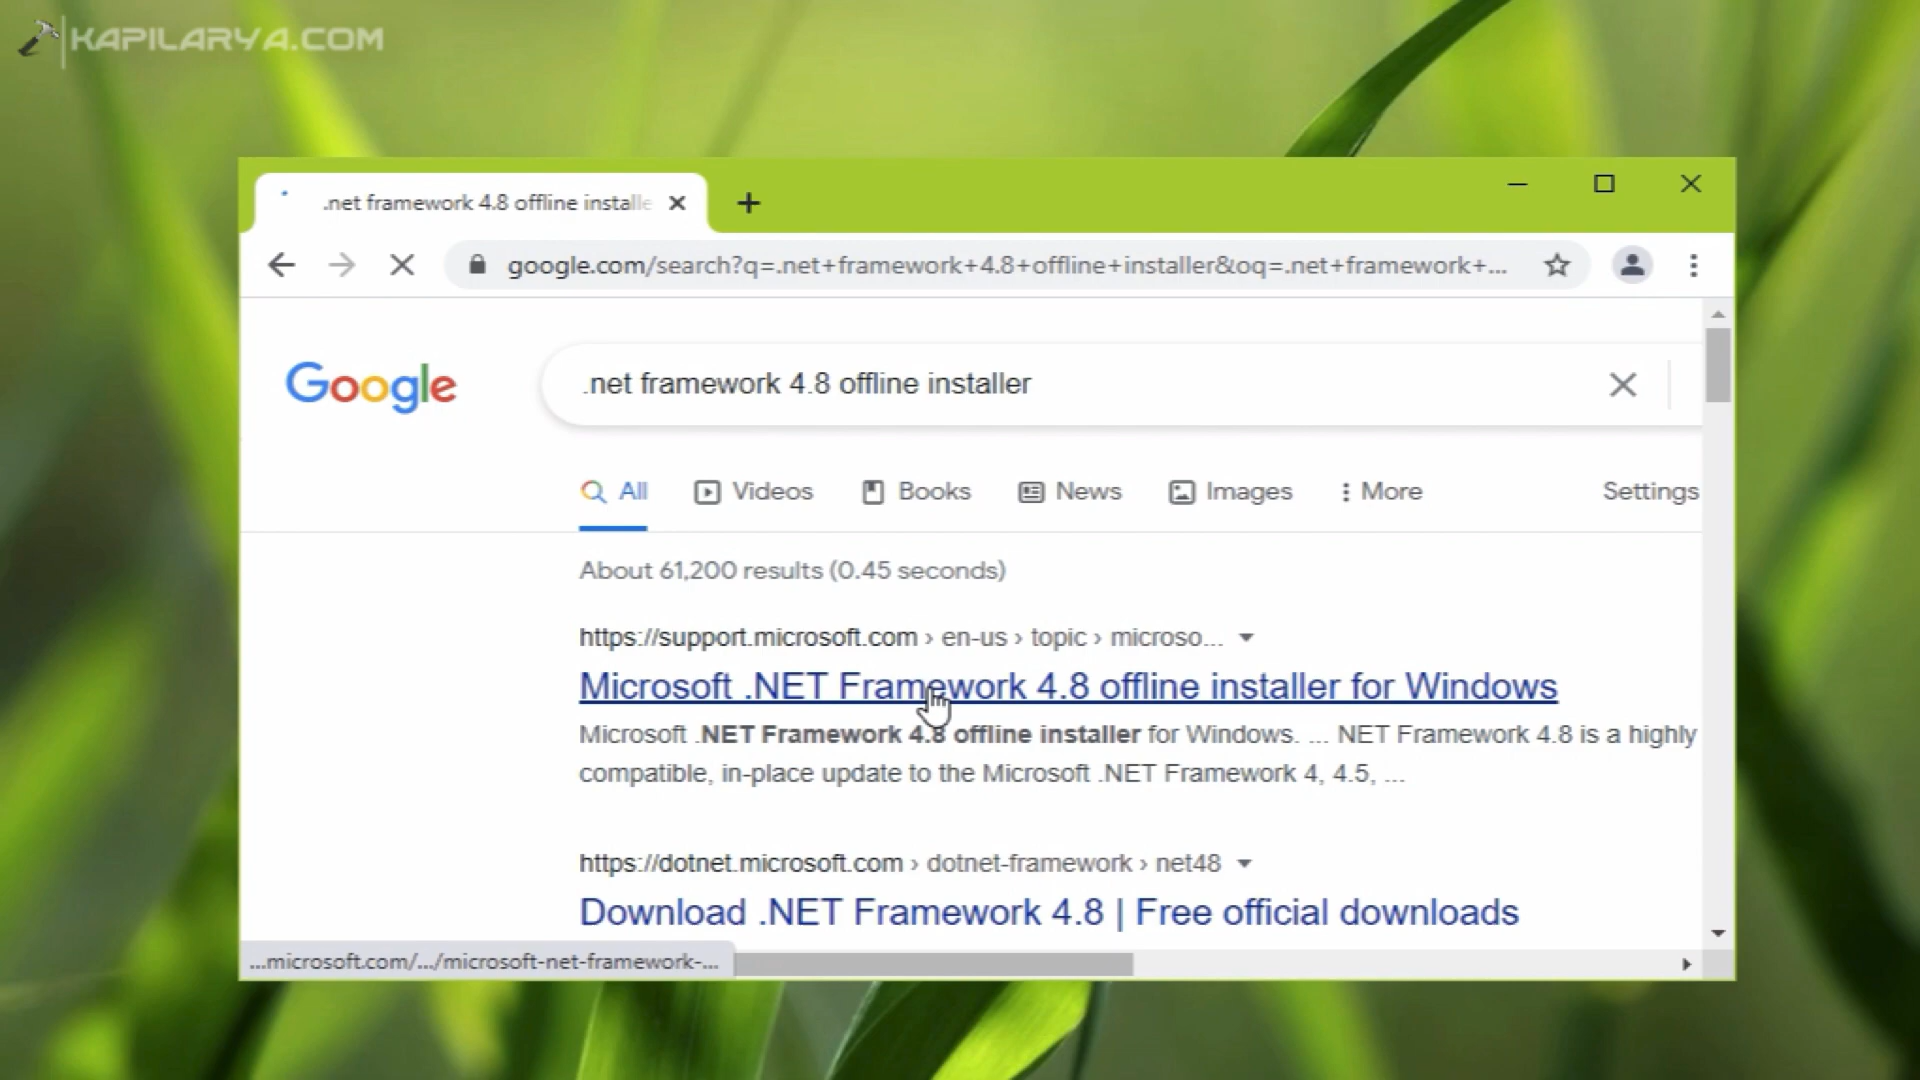 KAPILARYA.COM
.net framework 4.8 offline installe
google.com/search?q=.net+framework+4.8+offline+installer&oq=.net+framework+...
Google
.net framework 4.8 offline installer
All
Videos
Books
News
Images
More
Settings
About 61,200 results (0.45 seconds)
https://support.microsoft.com › en-us › topic › microso...
Microsoft .NET Framework 4.8 offline installer for Windows
Microsoft .NET Framework 4.8 offline installer for Windows. ... NET Framework 4.8 is a highly
compatible, in-place update to the Microsoft .NET Framework 4, 4.5, ...
https://dotnet.microsoft.com › dotnet-framework › net48
Download .NET Framework 4.8 | Free official downloads
...microsoft.com/.../microsoft-net-framework-...